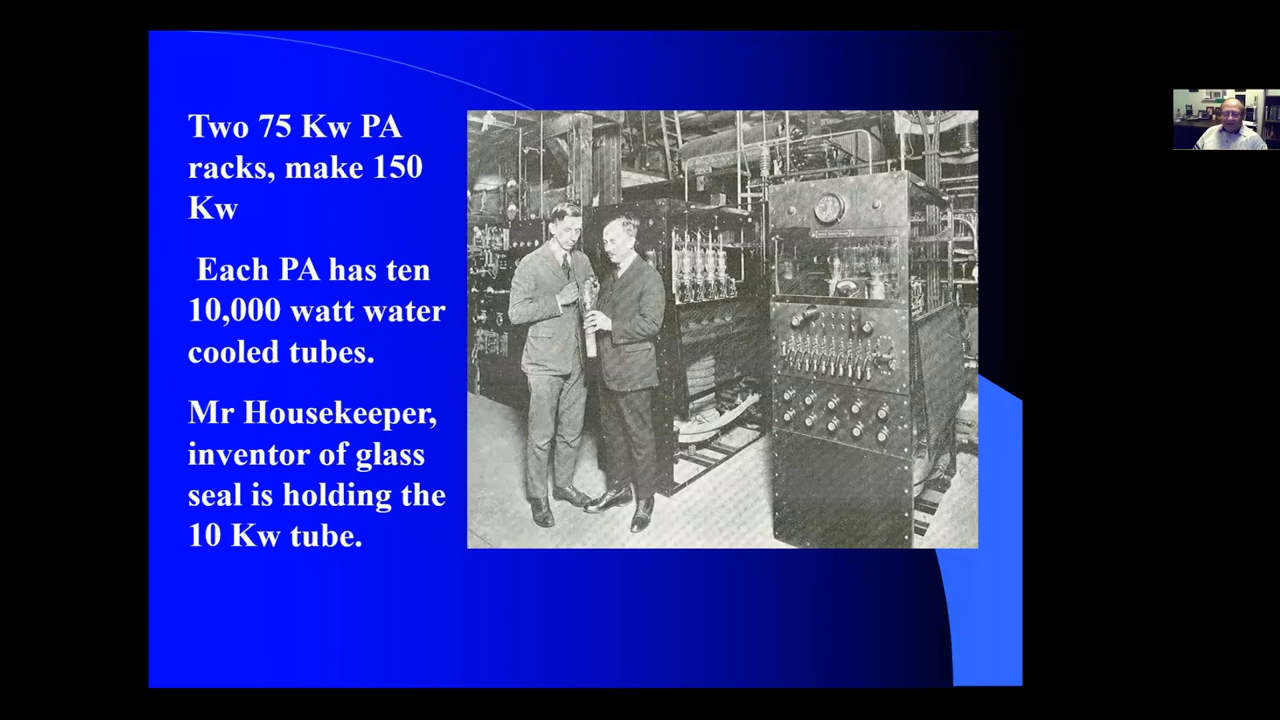 Two 75 Kw PA
racks, make 150
Kw
Each PA has ten
10,000 watt water
cooled tubes.
Mr Housekeeper,
inventor of glass
seal is holding the
10 Kw tube.